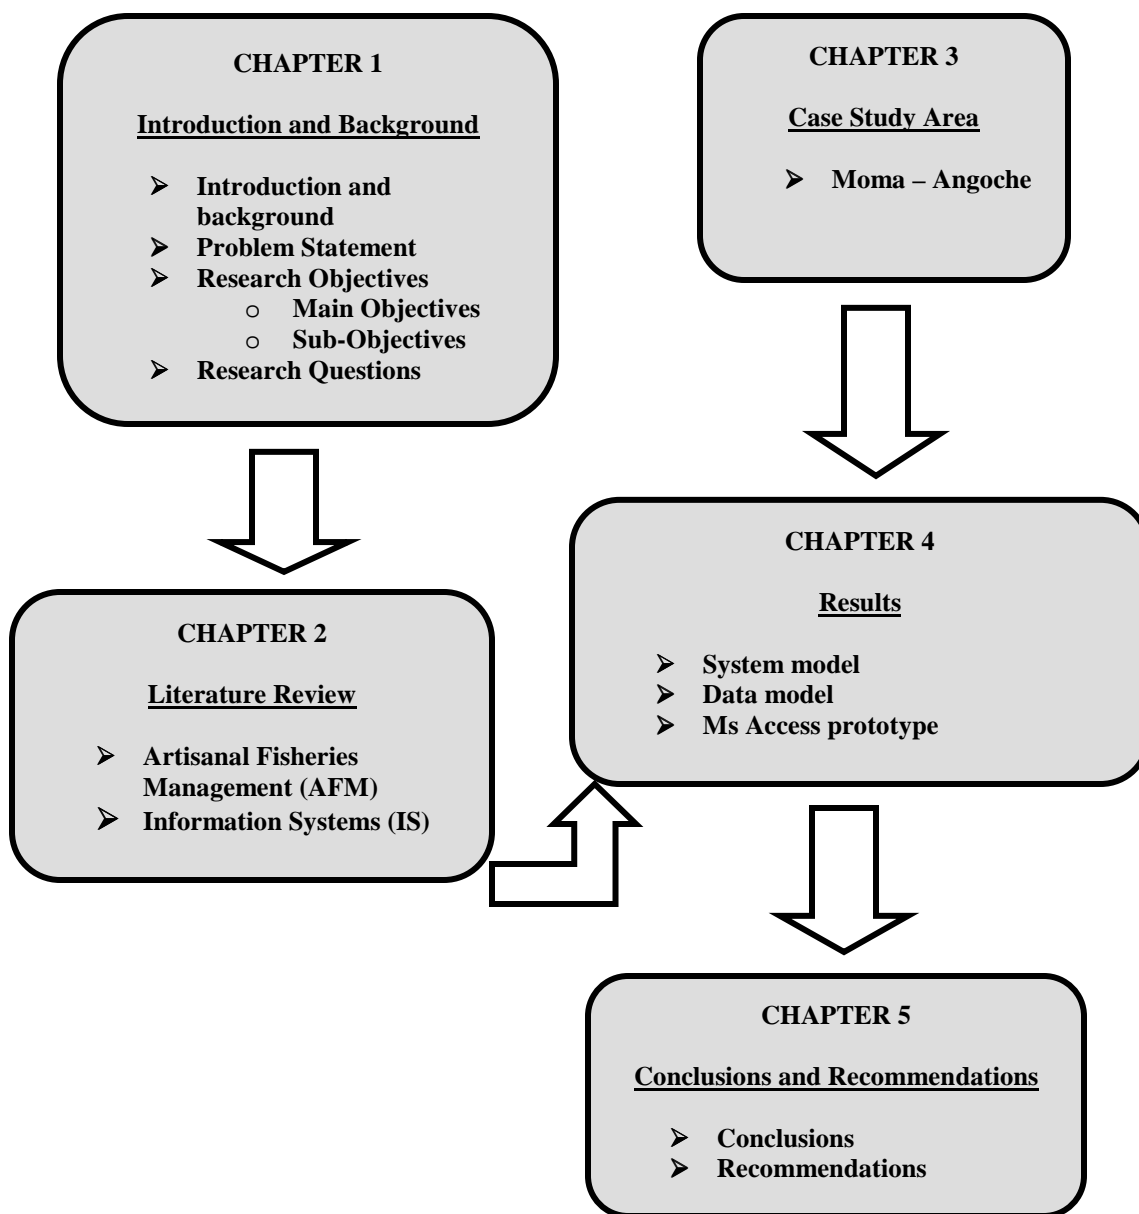 CHAPTER 1
Introduction and Background
➢ Introduction and
background
➢ Problem Statement
➢ Research Objectives
o Main Objectives
o Sub-Objectives
➢ Research Questions
CHAPTER 2
Literature Review
➢ Artisanal Fisheries
Management (AFM)
➢ Information Systems (IS)
CHAPTER 3
Case Study Area
➢ Moma – Angoche
CHAPTER 4
Results
➢ System model
➢ Data model
➢ Ms Access prototype
CHAPTER 5
Conclusions and Recommendations
➢ Conclusions
➢ Recommendations